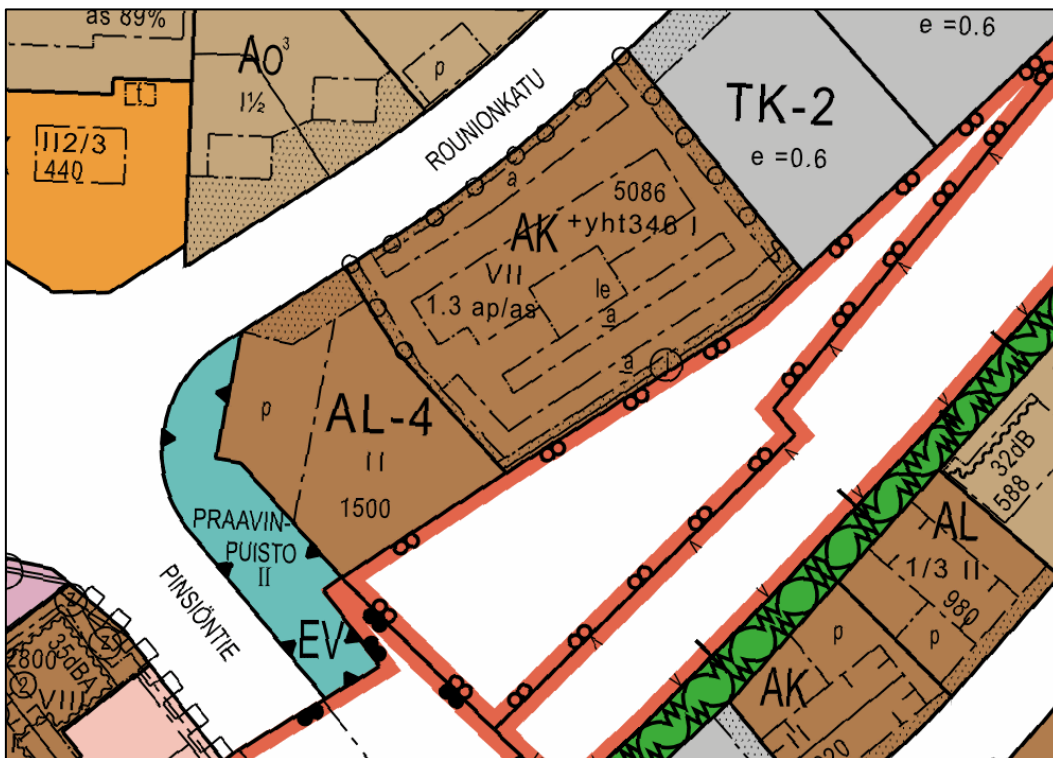 as 89%
AO³
I½
p
e =0.6
TK-2
e =0.6
t
II2/3
440
ROUNIONKATU
a
5086
AK +yht346 I
VII
1.3 ap/as
le
a
a
p
AL-4
II
1500
PRAAVIN-
PUISTO
II
EV
PINSIÖNTIE
35dBA
2800
VIII
2
32dB
588
AL
1/3 II
980
p
p
AK